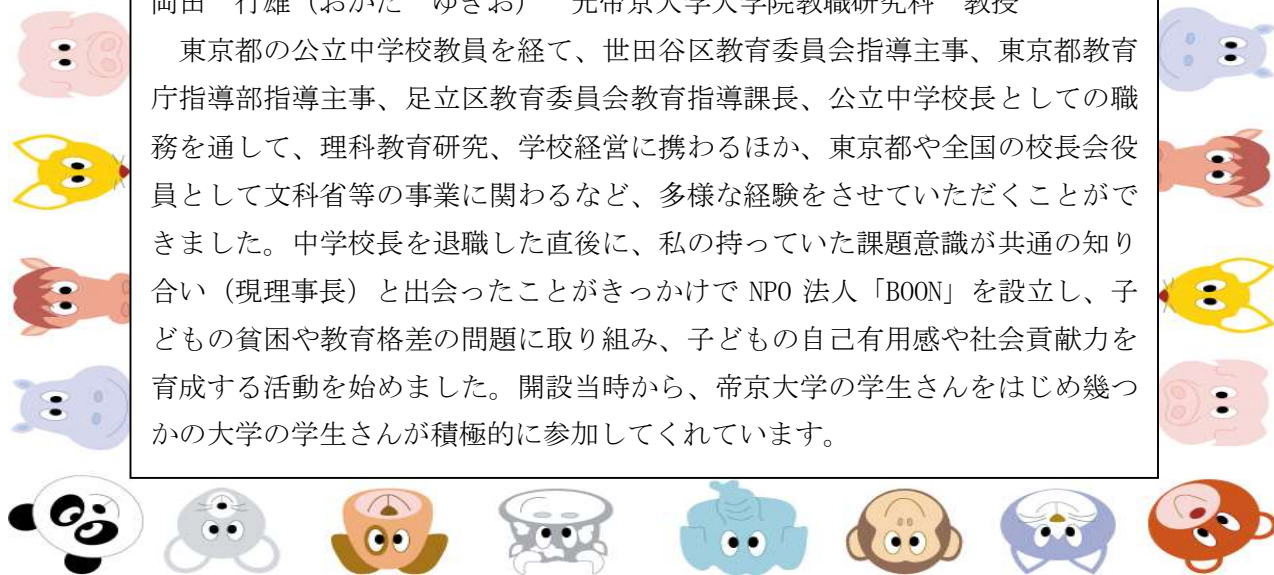 岡田　行雄（おかだ　ゆきお）　元帝京大学大学院教職研究科　教授
　東京都の公立中学校教員を経て、世田谷区教育委員会指導主事、東京都教育
庁指導部指導主事、足立区教育委員会教育指導課長、公立中学校長としての職
務を通して、理科教育研究、学校経営に携わるほか、東京都や全国の校長会役
員として文科省等の事業に関わるなど、多様な経験をさせていただくことがで
きました。中学校長を退職した直後に、私の持っていた課題意識が共通の知り
合い（現理事長）と出会ったことがきっかけで NPO 法人「BOON」を設立し、子
どもの貧困や教育格差の問題に取り組み、子どもの自己有用感や社会貢献力を
育成する活動を始めました。開設当時から、帝京大学の学生さんをはじめ幾つ
かの大学の学生さんが積極的に参加してくれています。